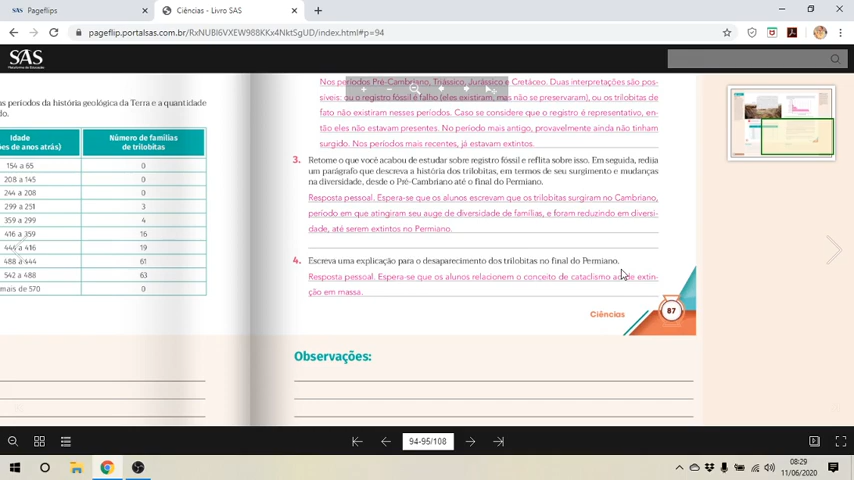 Pageflips
Ciências - Livro SAS
pageflip.portalsas.com.br/RxNUBI6VXEW988KKx4NktSgUD/index.html#p=94
SAS
as períodos da história geológica da Terra e a quantidade
do.
Idade
ões de anos atrás)
Número de famílias
de trilobitas
154 a 65
0
208 a 145
0
244 a 208
0
299 a 251
3
359 a 299
4
416 a 359
16
444 a 416
19
488 a 444
61
542 a 488
63
mais de 570
0
Nos períodos Pré-Cambriano, Triássico, Jurássico e Cretáceo. Duas interpretações são pos-
síveis: ou o registro fóssil é falho (eles existiram, mas não se preservaram), ou os trilobitas de
fato não existiram nesses períodos. Caso se considere que o registro é representativo, en-
tão eles não estavam presentes. No período mais antigo, provavelmente ainda não tinham
surgido. Nos períodos mais recentes, já estavam extintos.
3. Retome o que você acabou de estudar sobre registro fóssil e reflita sobre isso. Em seguida, redija
um parágrafo que descreva a história dos trilobitas, em termos de seu surgimento e mudanças
na diversidade, desde o Pré-Cambriano até o final do Permiano.
Resposta pessoal. Espera-se que os alunos escrevam que os trilobitas surgiram no Cambriano,
período em que atingiram seu auge de diversidade de famílias, e foram reduzindo em diversi-
dade, até serem extintos no Permiano.
4. Escreva uma explicação para o desaparecimento dos trilobitas no final do Permiano.
Resposta pessoal. Espera-se que os alunos relacionem o conceito de cataclismo ao de extin-
ção em massa.
Ciências
87
Observações:
94-95/108
08:29
11/06/2020